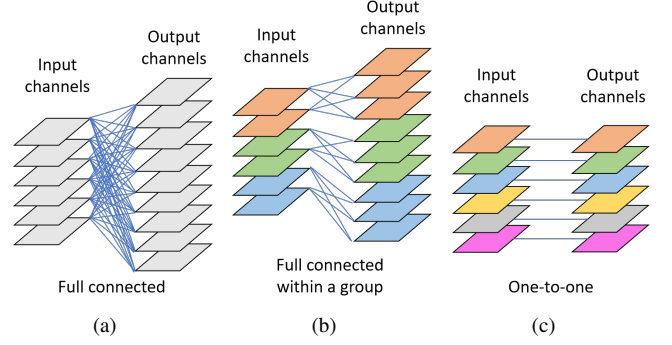 Input
channels
Output
channels
Full connected
(a)
Input
channels
Output
channels
Full connected
within a group
(b)
Input
channels
Output
channels
One-to-one
(c)